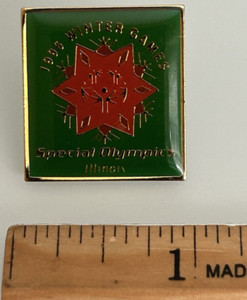 WINTER GAMES
Special Olympics
Illinois
1 MAD